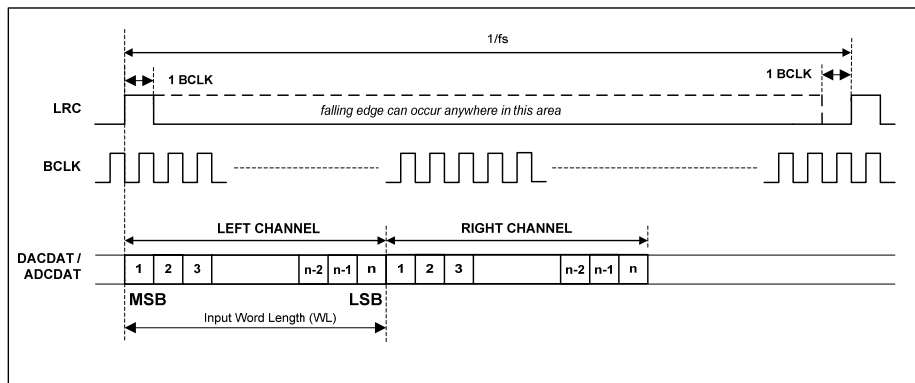 1/fs
1 BCLK
1 BCLK
LRC
falling edge can occur anywhere in this area
BCLK
LEFT CHANNEL
RIGHT CHANNEL
DACDAT /
ADCDAT
1 2 3 n-2 n-1 n 1 2 3 n-2 n-1 n
MSB
LSB
Input Word Length (WL)